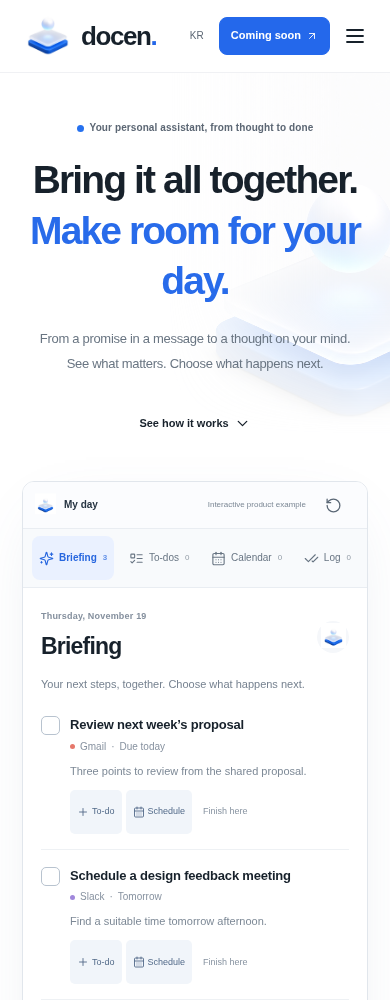 docen.
KR
Coming soon
Your personal assistant, from thought to done
Bring it all together.
Make room for your
day.
From a promise in a message to a thought on your mind.
See what matters. Choose what happens next.
See how it works
My day
Interactive product example
Briefing 3
To-dos 0
Calendar 0
Log 0
Thursday, November 19
Briefing
Your next steps, together. Choose what happens next.
Review next week’s proposal
Gmail · Due today
Three points to review from the shared proposal.
To-do
Schedule
Finish here
Schedule a design feedback meeting
Slack · Tomorrow
Find a suitable time tomorrow afternoon.
To-do
Schedule
Finish here